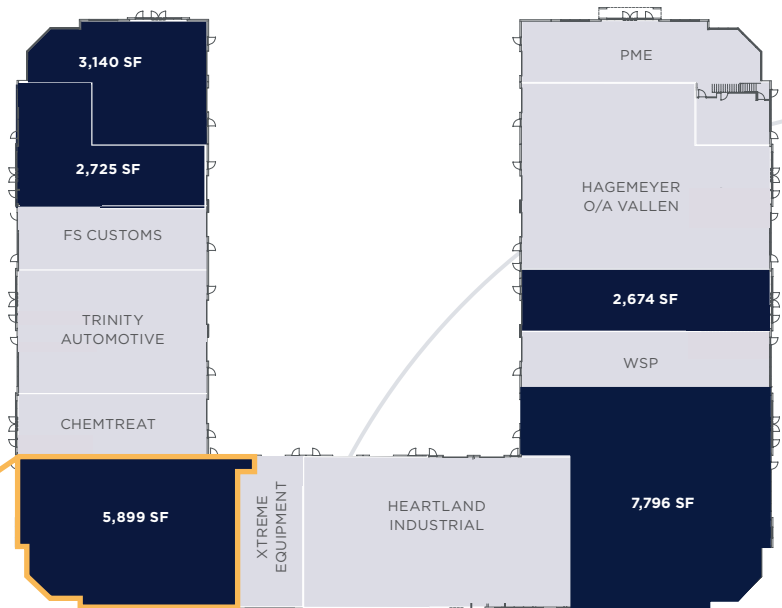 3,140 SF
2,725 SF
FS CUSTOMS
TRINITY
AUTOMOTIVE
CHEMTREAT
5,899 SF
XTREME
EQUIPMENT
HEARTLAND
INDUSTRIAL
PME
HAGEMEYER
O/A VALLEN
2,674 SF
WSP
7,796 SF